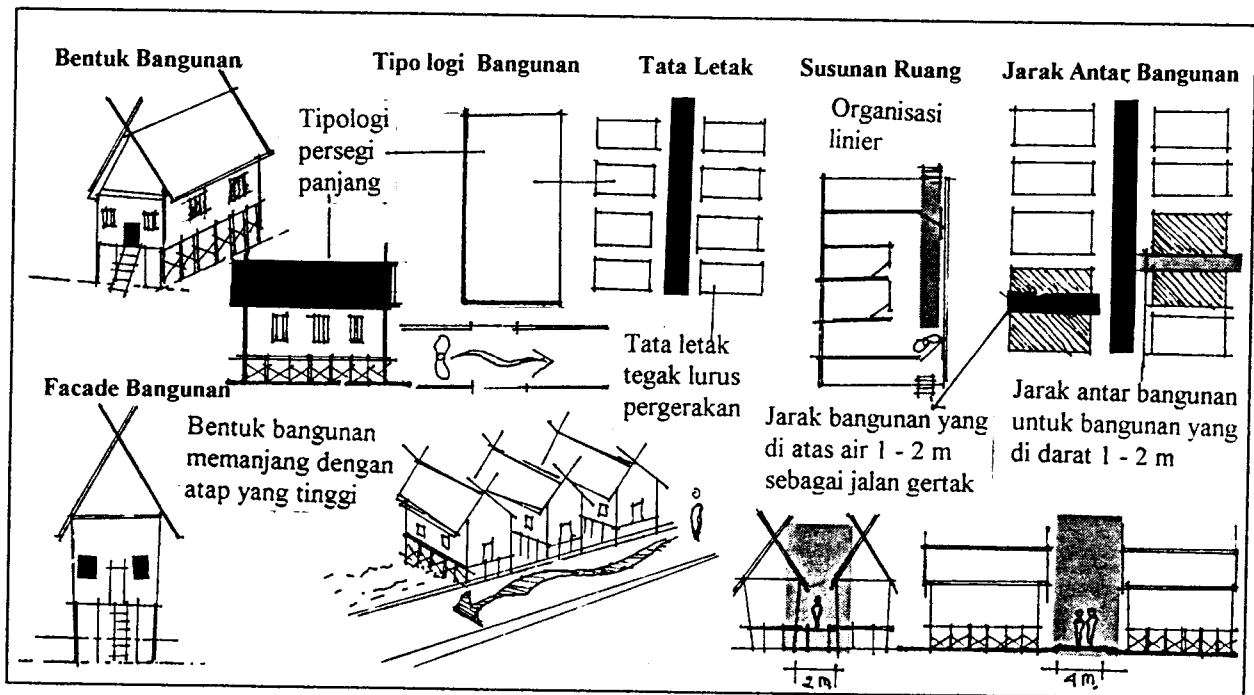 Bentuk Bangunan
Tipo logi Bangunan
Tata Letak
Susunan Ruang
Jarak Antar Bangunan
Tipologi
persegi
panjang
Organisasi
linier
Tata letak
tegak lurus
pergerakan
Jarak bangunan yang
di atas air 1 - 2 m
sebagai jalan gertak
Jarak antar bangunan
untuk bangunan yang
di darat 1 - 2 m
Facade Bangunan
Bentuk bangunan
memanjang dengan
atap yang tinggi
2 m
4 m